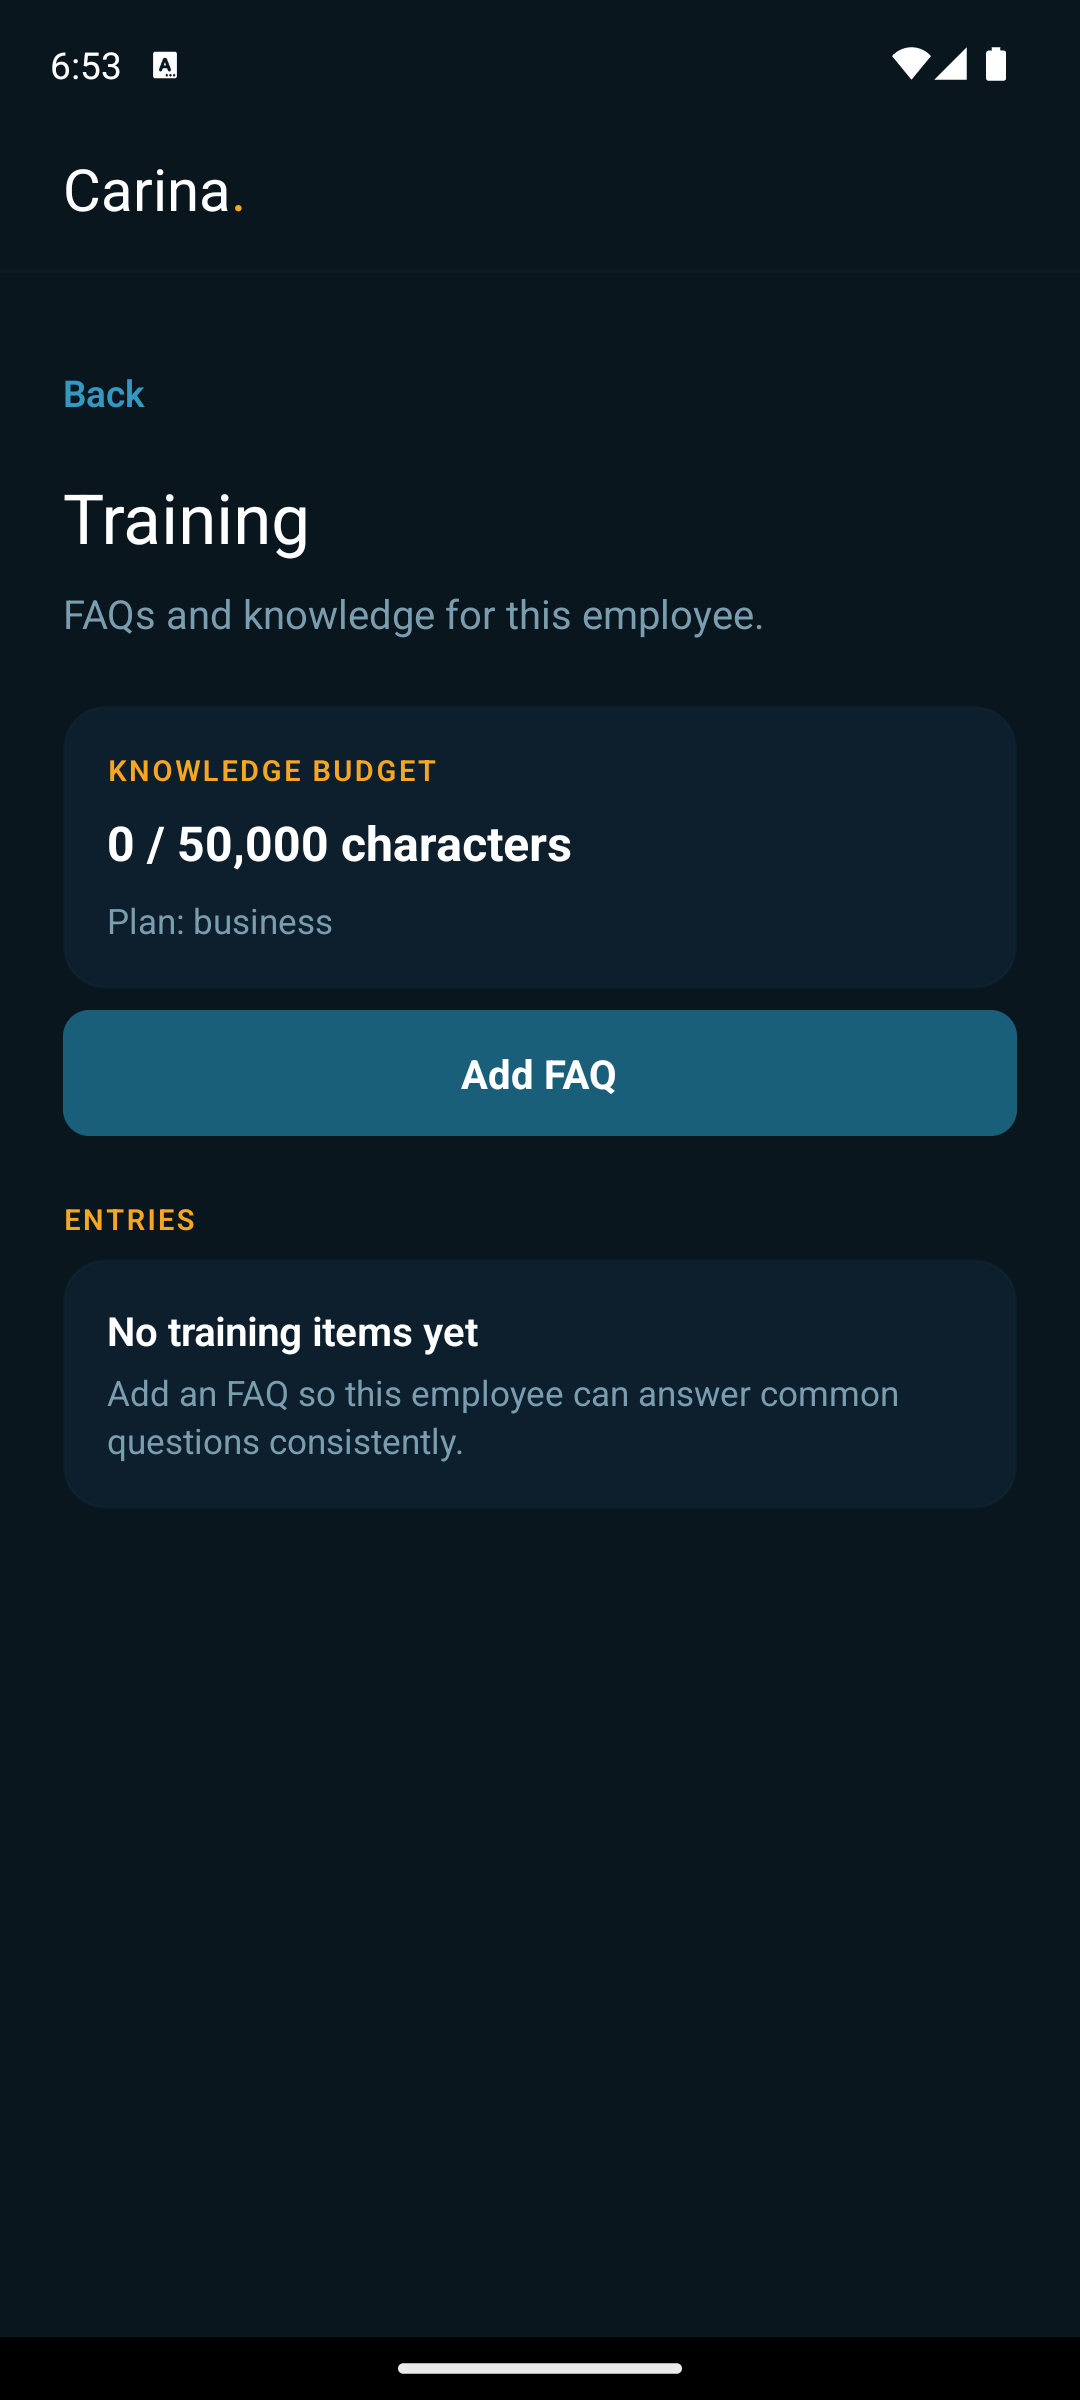 6:53
Carina.
Back
Training
FAQs and knowledge for this employee.
KNOWLEDGE BUDGET
0 / 50,000 characters
Plan: business
Add FAQ
ENTRIES
No training items yet
Add an FAQ so this employee can answer common
questions consistently.